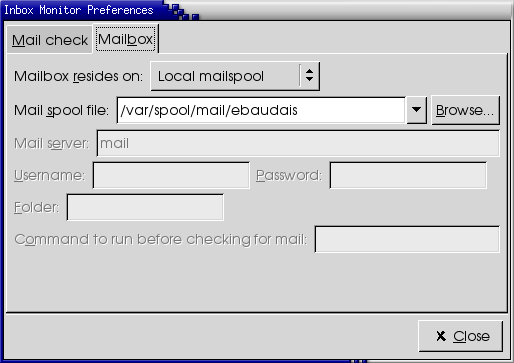 Inbox Monitor Preferences
Mail check Mailbox
Mailbox resides on: Local mailspool
Mail spool file: /var/spool/mail/ebaudais Browse...
Mail server: mail
Username: Password:
Folder:
Command to run before checking for mail:
Close